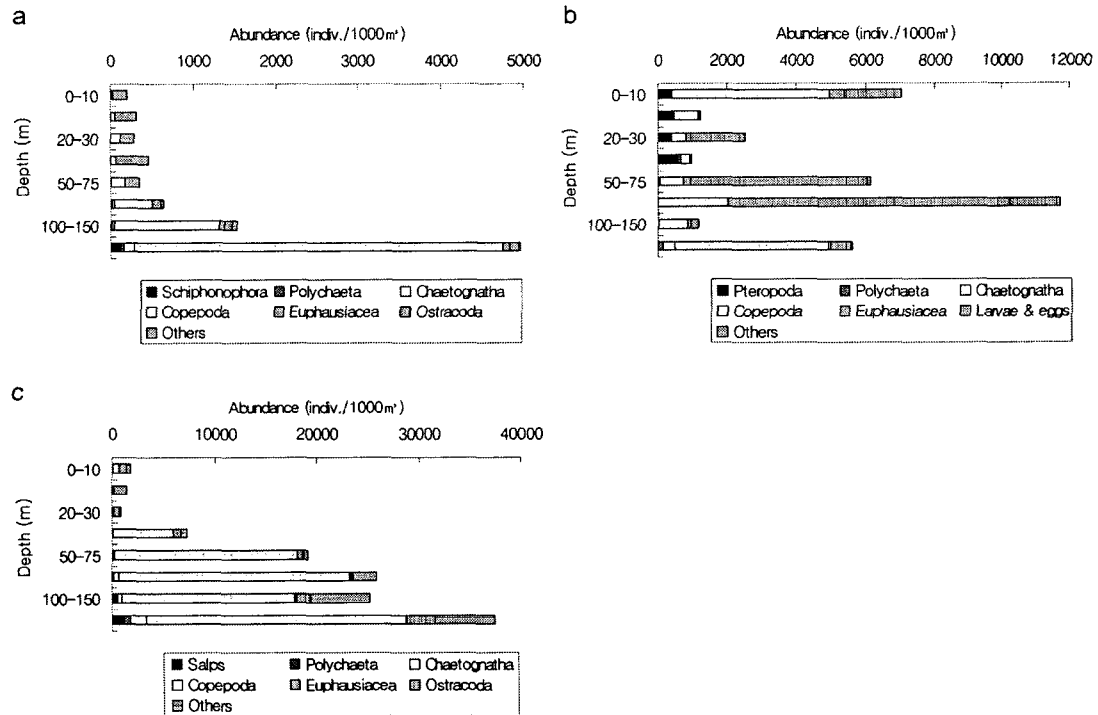 a
Abundance (indiv./1000㎥)
0 1000 2000 3000 4000 5000
Depth (m)
0-10
20-30
50-75
100-150
Schiphonophora Polychaeta Chaetognatha
Copepoda Euphausiacea Ostracoda
Others
b
Abundance (indiv./1000㎥)
0 2000 4000 6000 8000 10000 12000
Depth (m)
0-10
20-30
50-75
100-150
Pteropoda Polychaeta Chaetognatha
Copepoda Euphausiacea Larvae & eggs
Others
c
Abundance (indiv./1000㎥)
0 10000 20000 30000 40000
Depth (m)
0-10
20-30
50-75
100-150
Salps Polychaeta Chaetognatha
Copepoda Euphausiacea Ostracoda
Others